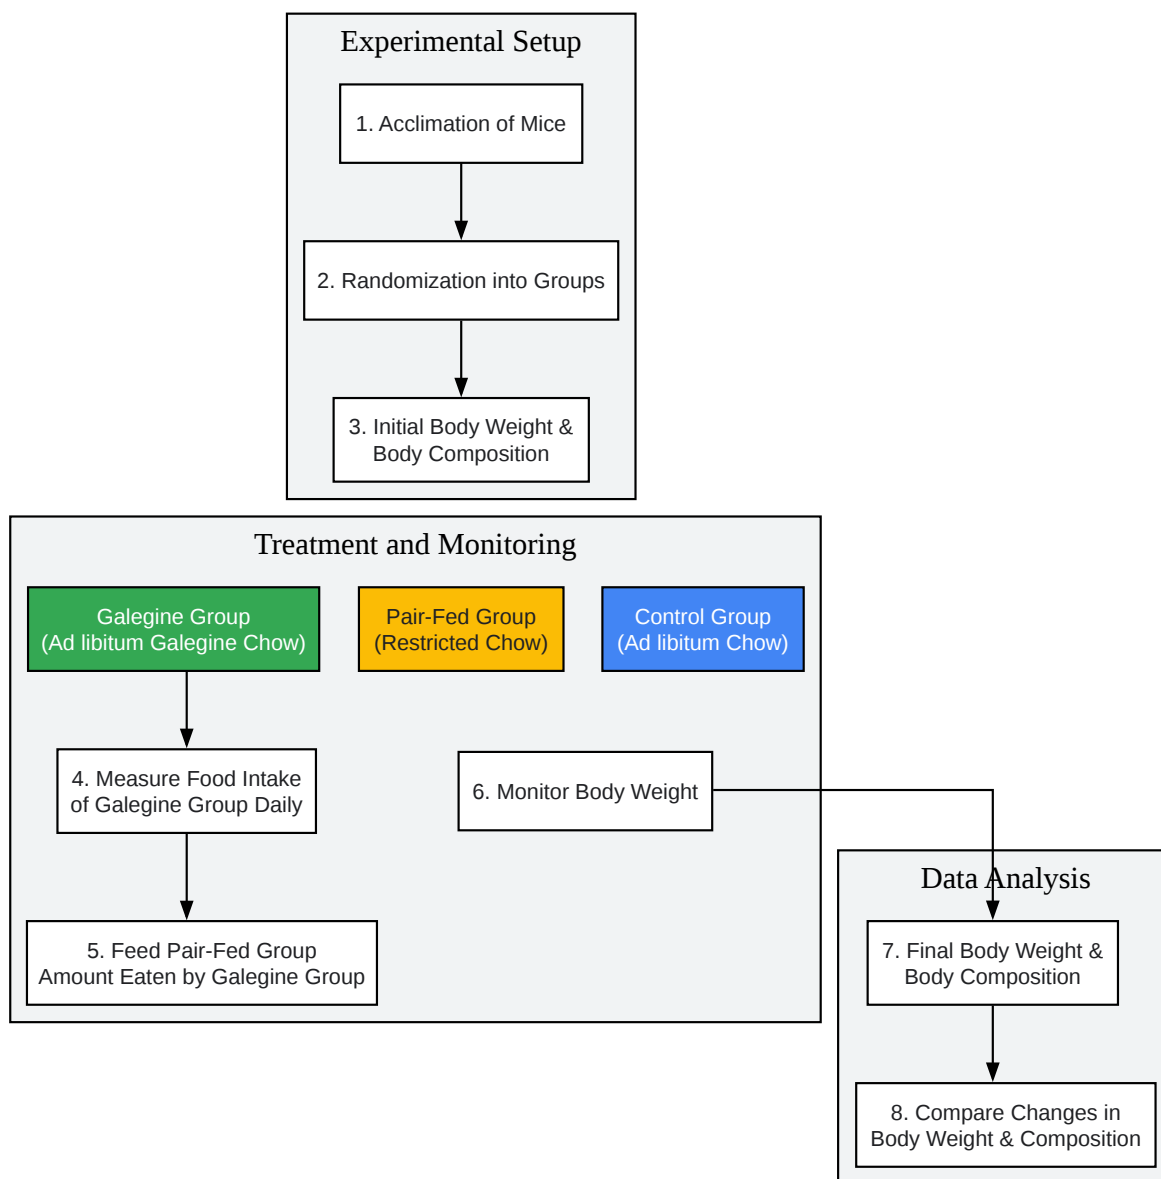 Experimental Setup
1. Acclimation of Mice
2. Randomization into Groups
3. Initial Body Weight &
Body Composition
Treatment and Monitoring
Galegine Group
(Ad libitum Galegine Chow)
Pair-Fed Group
(Restricted Chow)
Control Group
(Ad libitum Chow)
4. Measure Food Intake
of Galegine Group Daily
6. Monitor Body Weight
5. Feed Pair-Fed Group
Amount Eaten by Galegine Group
Data Analysis
7. Final Body Weight &
Body Composition
8. Compare Changes in
Body Weight & Composition